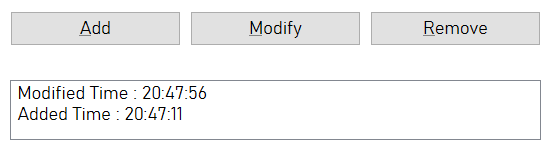 Add Modify Remove
Modified Time : 20:47:56
Added Time : 20:47:11